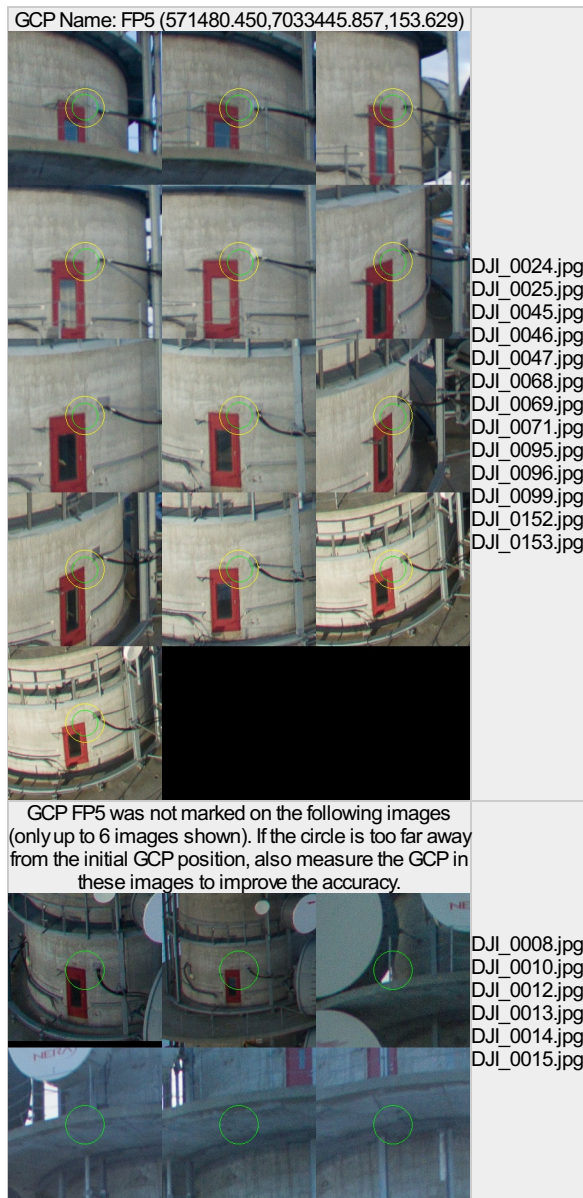 GCP Name: FP5 (571480.450,7033445.857,153.629)
DJI_0024.jpg
DJI_0025.jpg
DJI_0045.jpg
DJI_0046.jpg
DJI_0047.jpg
DJI_0068.jpg
DJI_0069.jpg
DJI_0071.jpg
DJI_0095.jpg
DJI_0096.jpg
DJI_0099.jpg
DJI_0152.jpg
DJI_0153.jpg
GCP FP5 was not marked on the following images
(only up to 6 images shown). If the circle is too far away
from the initial GCP position, also measure the GCP in
these images to improve the accuracy.
DJI_0008.jpg
DJI_0010.jpg
DJI_0012.jpg
DJI_0013.jpg
DJI_0014.jpg
DJI_0015.jpg